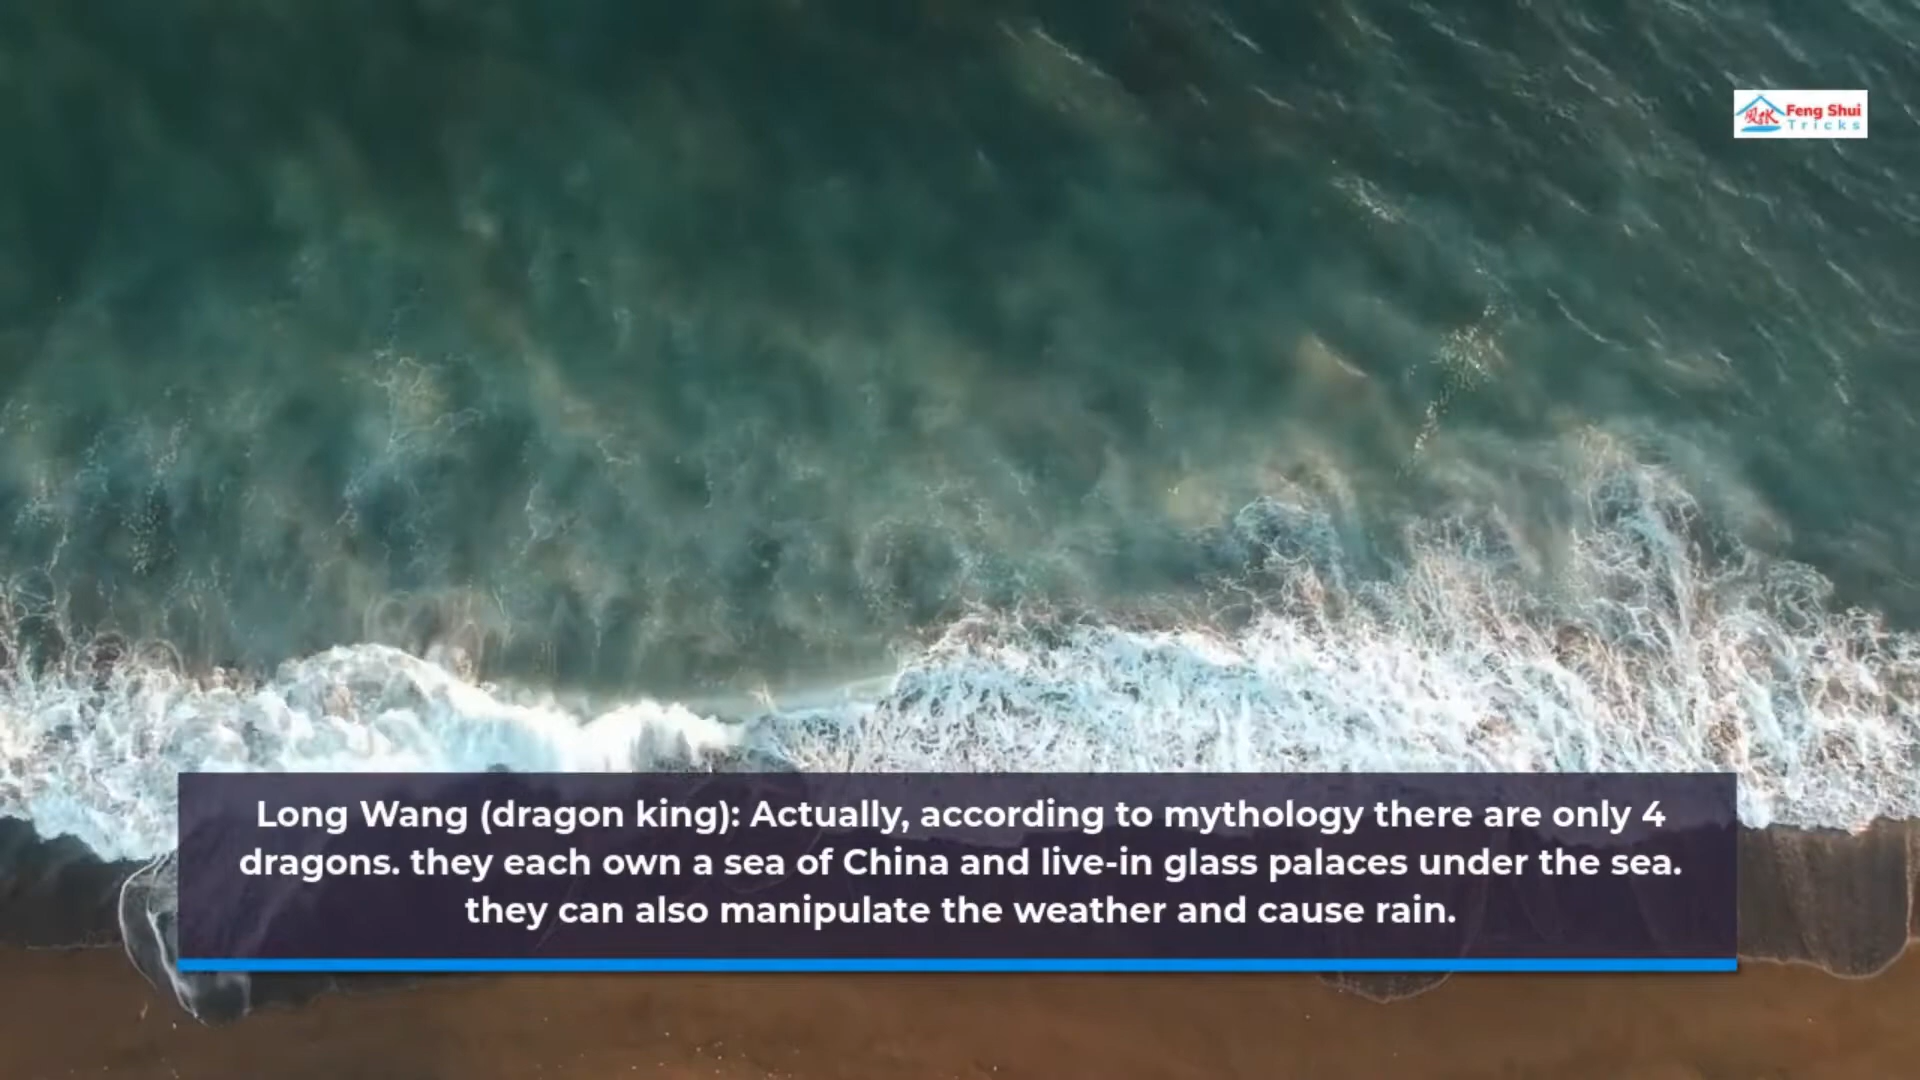 Feng Shui
Tricks
Long Wang (dragon king): Actually, according to mythology there are only 4
dragons. they each own a sea of China and live-in glass palaces under the sea.
they can also manipulate the weather and cause rain.